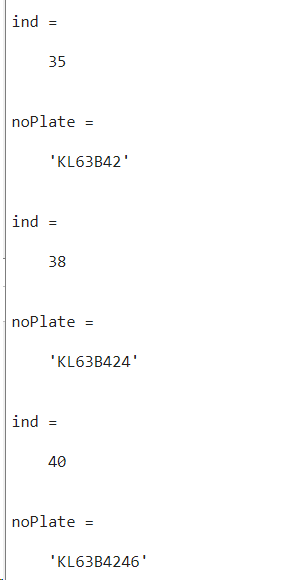 ind =
35
noPlate =
'KL63B42'
ind =
38
noPlate =
'KL63B424'
ind =
40
noPlate =
'KL63B4246'